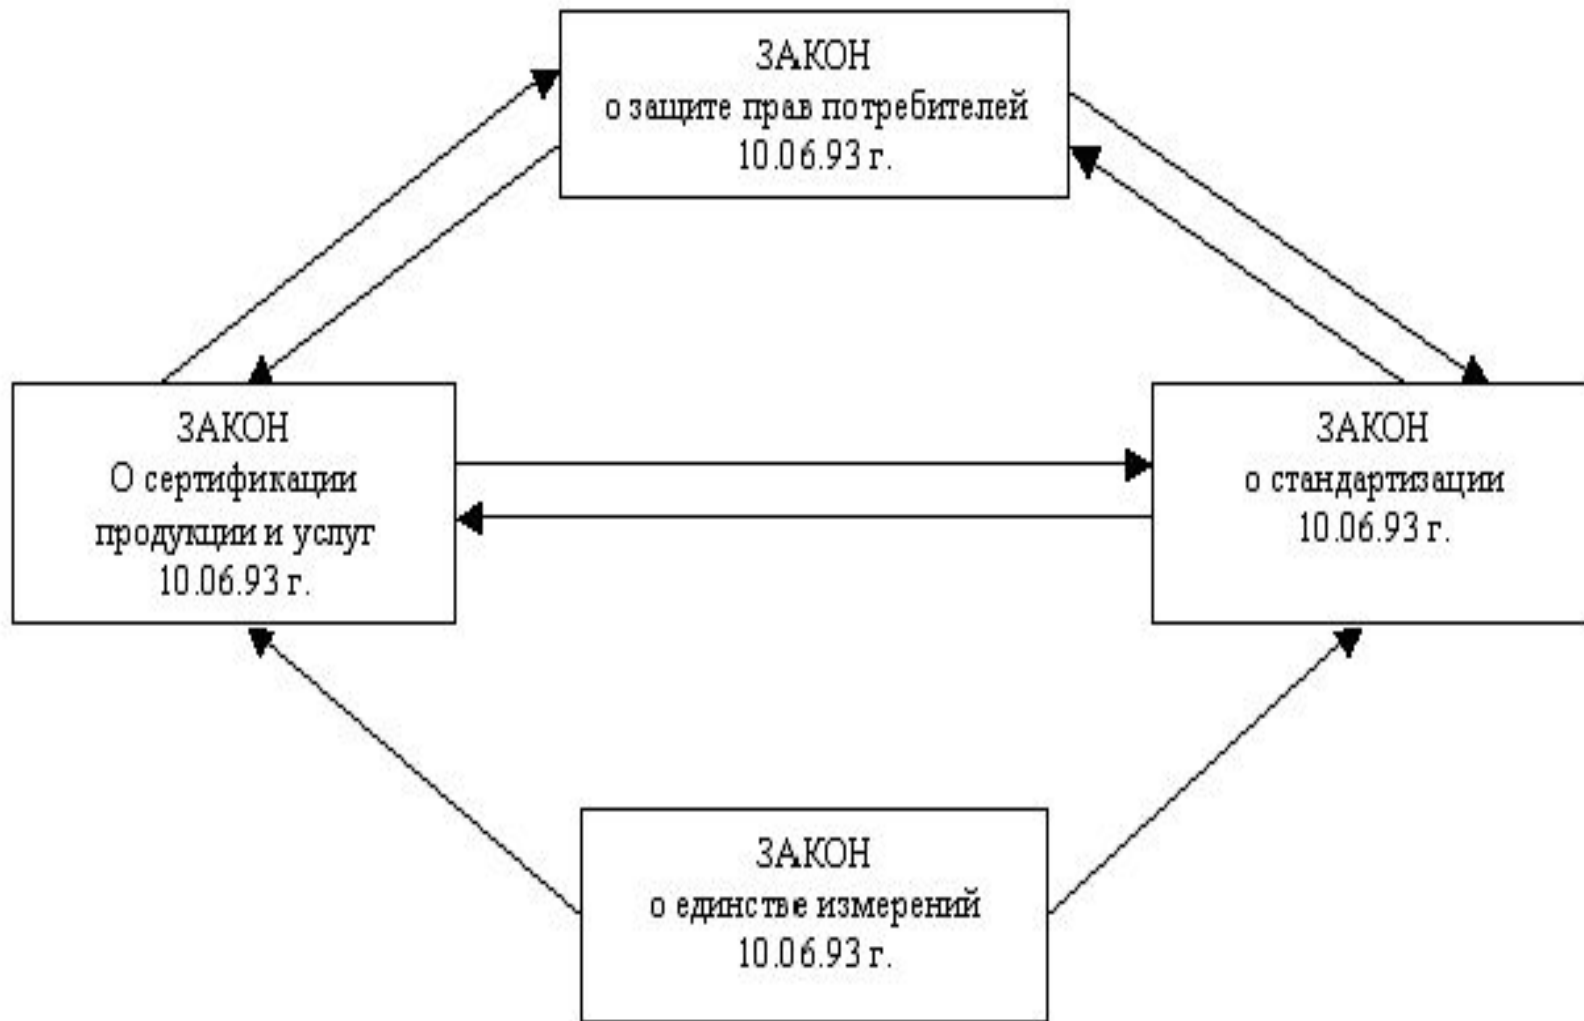 ЗАКОН
о защите прав потребителей
10.06.93 г.
ЗАКОН
О сертификации
продукции и услуг
10.06.93 г.
ЗАКОН
о стандартизации
10.06.93 г.
ЗАКОН
о единстве измерений
10.06.93 г.